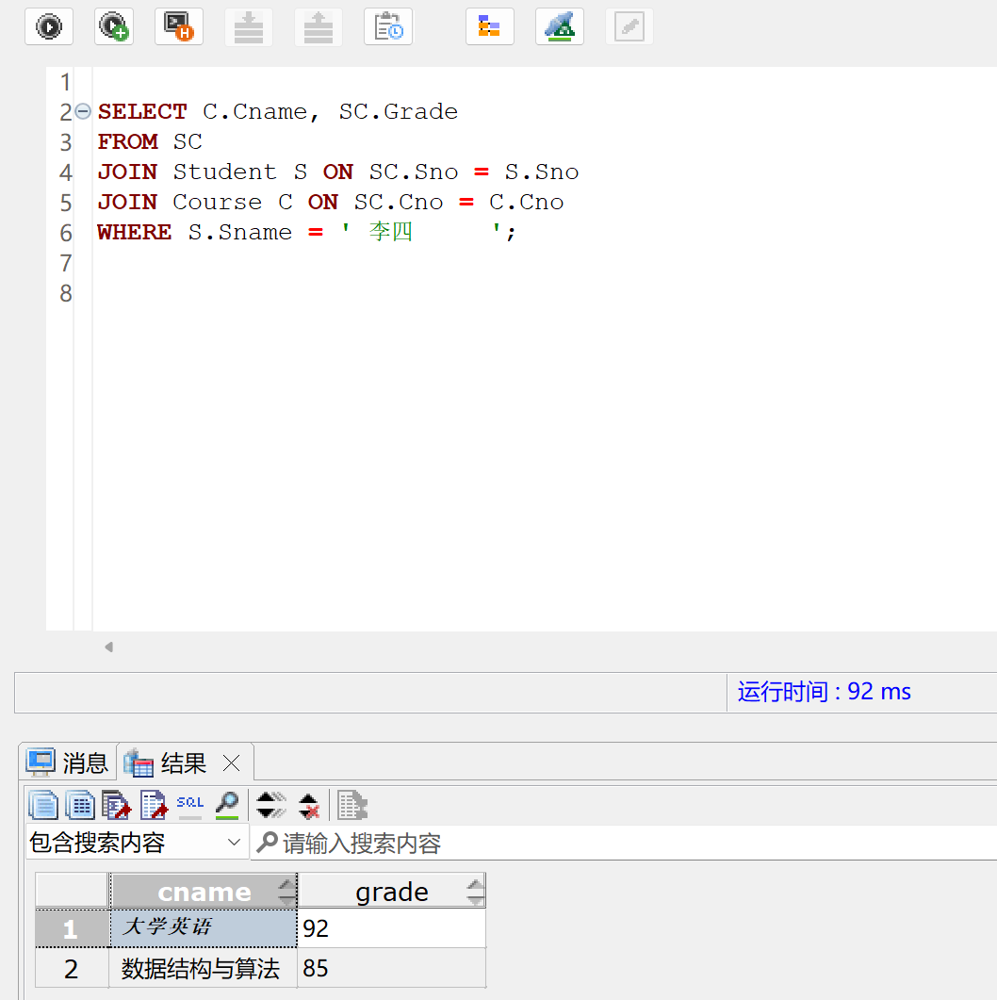 H
1
2 SELECT C.Cname, SC.Grade
3 FROM SC
4 JOIN Student S ON SC.Sno = S.Sno
5 JOIN Course C ON SC.Cno = C.Cno
6 WHERE S.Sname = ' 李四     ';
7
8
运行时间 : 92 ms
消息 结果
SQL
包含搜索内容 请输入搜索内容
cname grade
1 大学英语 92
2 数据结构与算法 85